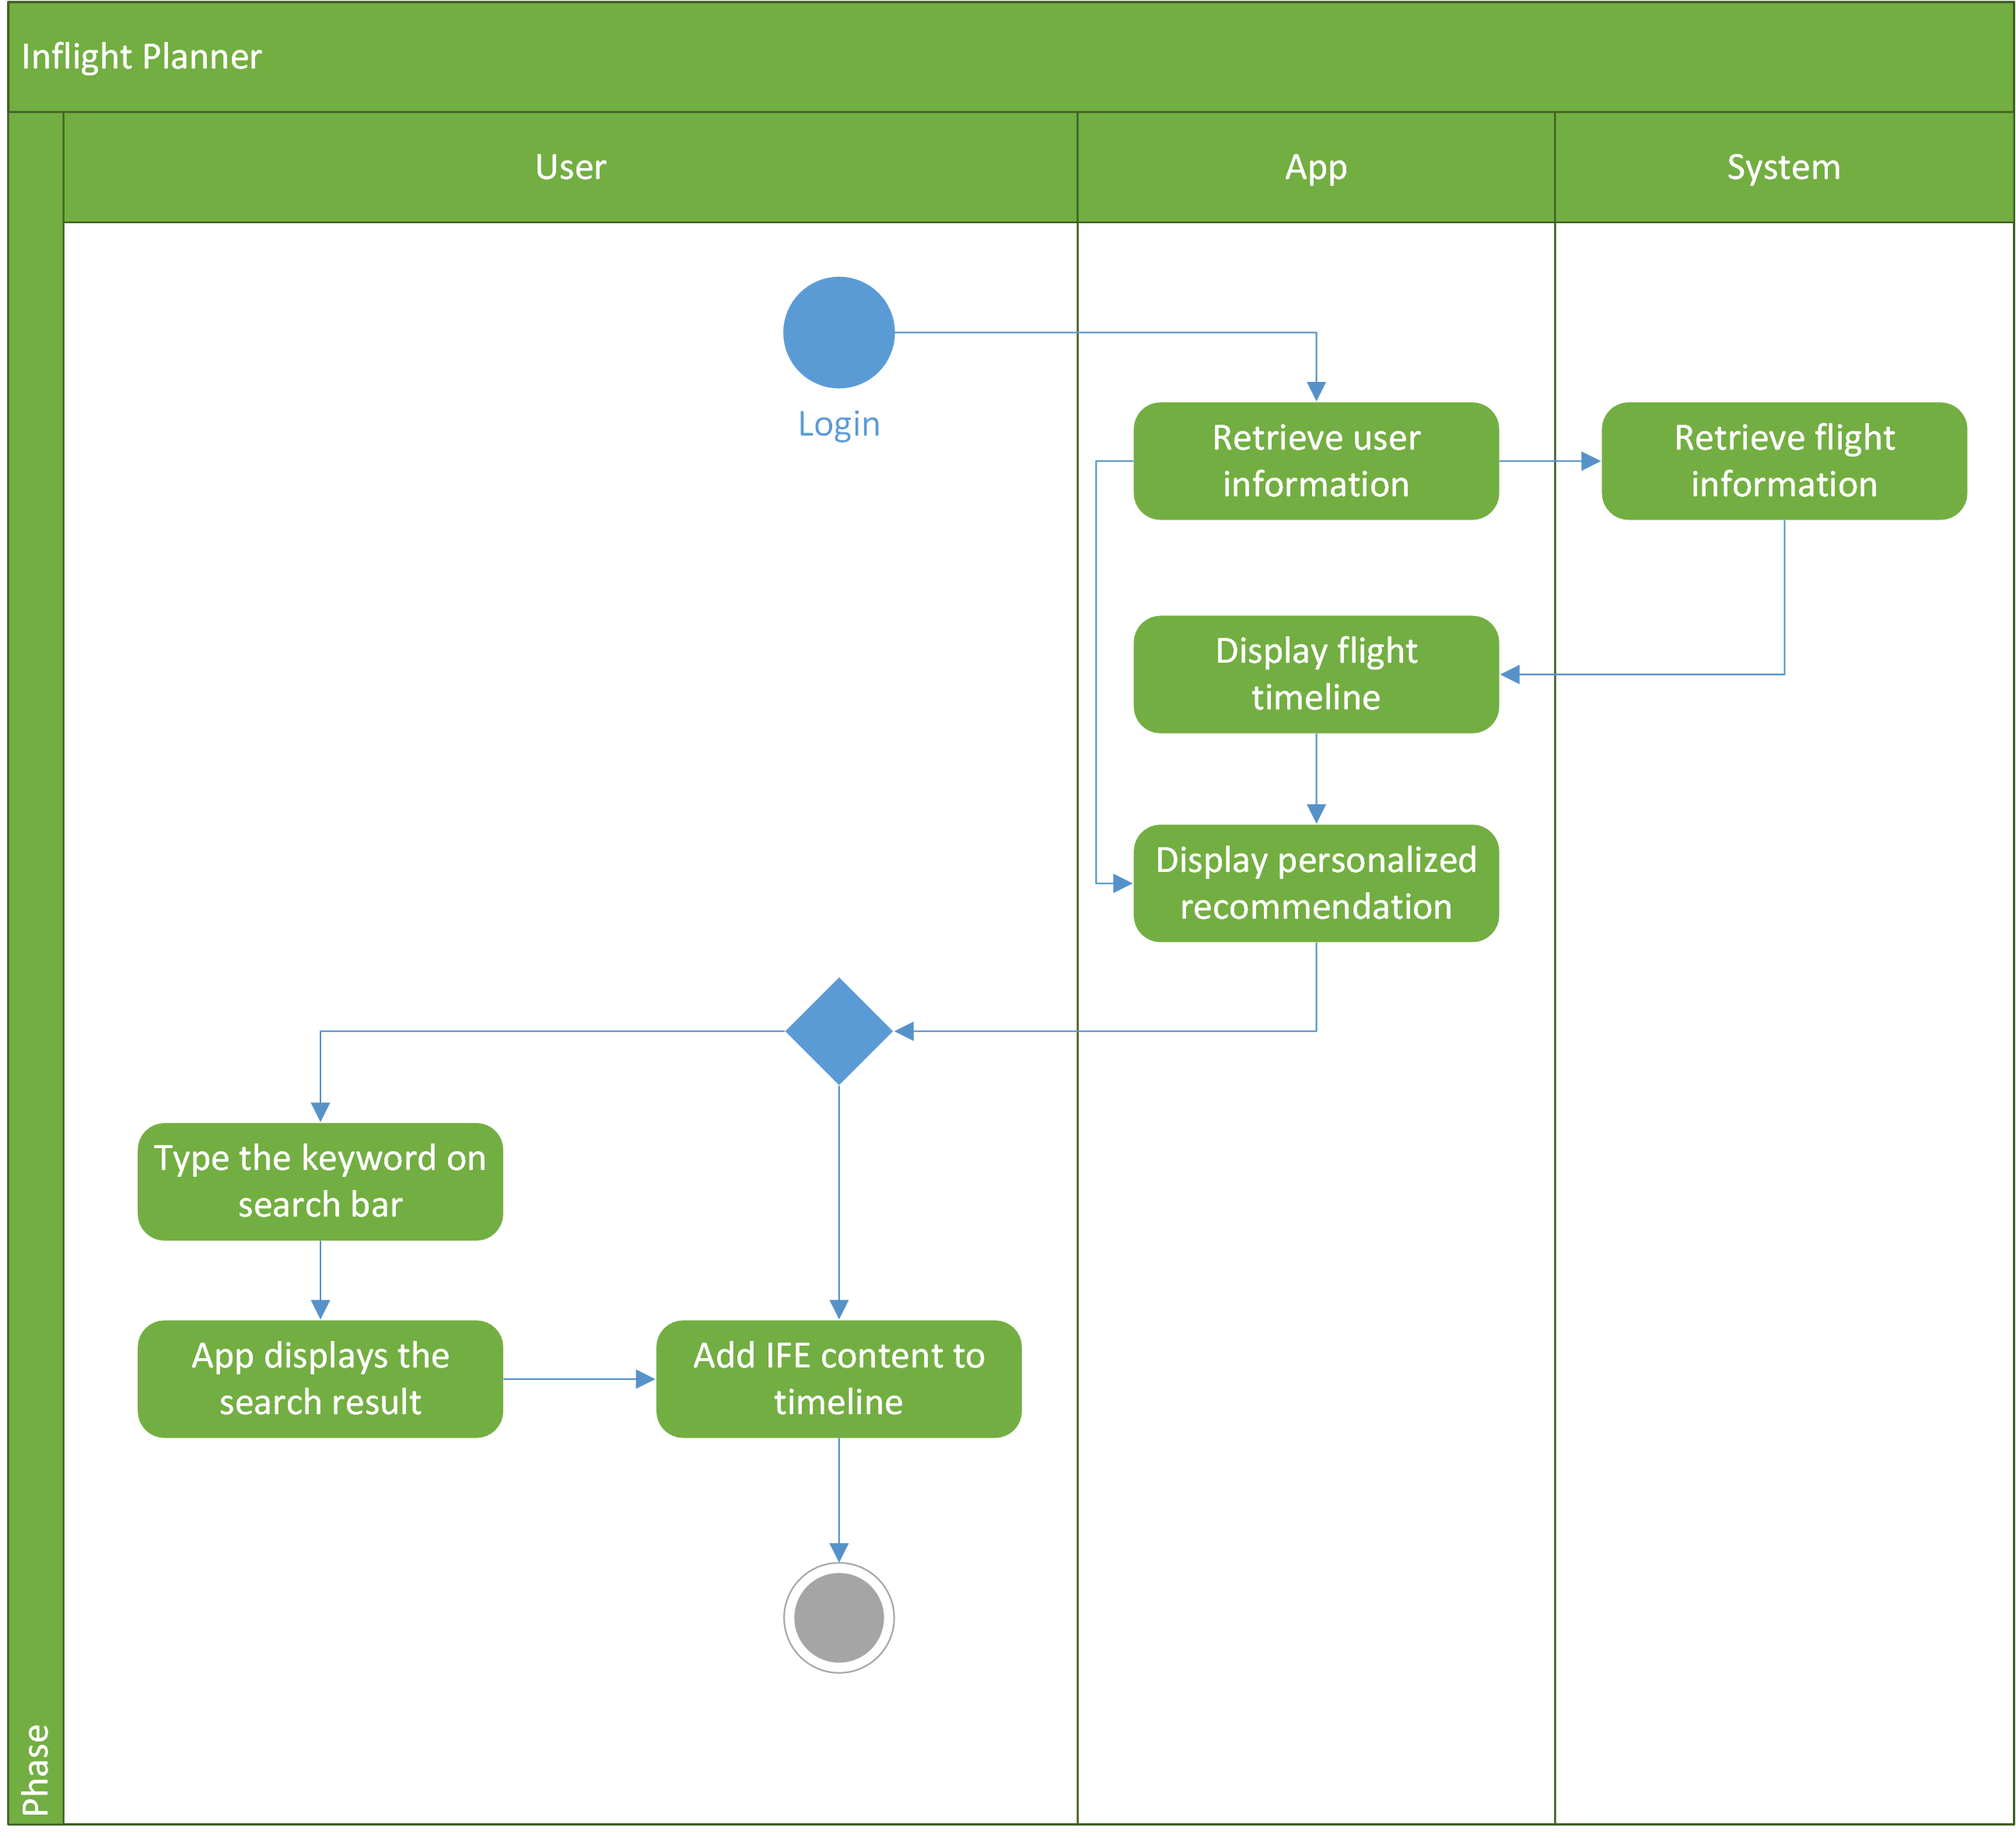 Inflight Planner
User
App
System
Login
Retrieve user
information
Retrieve flight
information
Display flight
timeline
Display personalized
recommendation
Type the keyword on
search bar
App displays the
search result
Add IFE content to
timeline
Phase